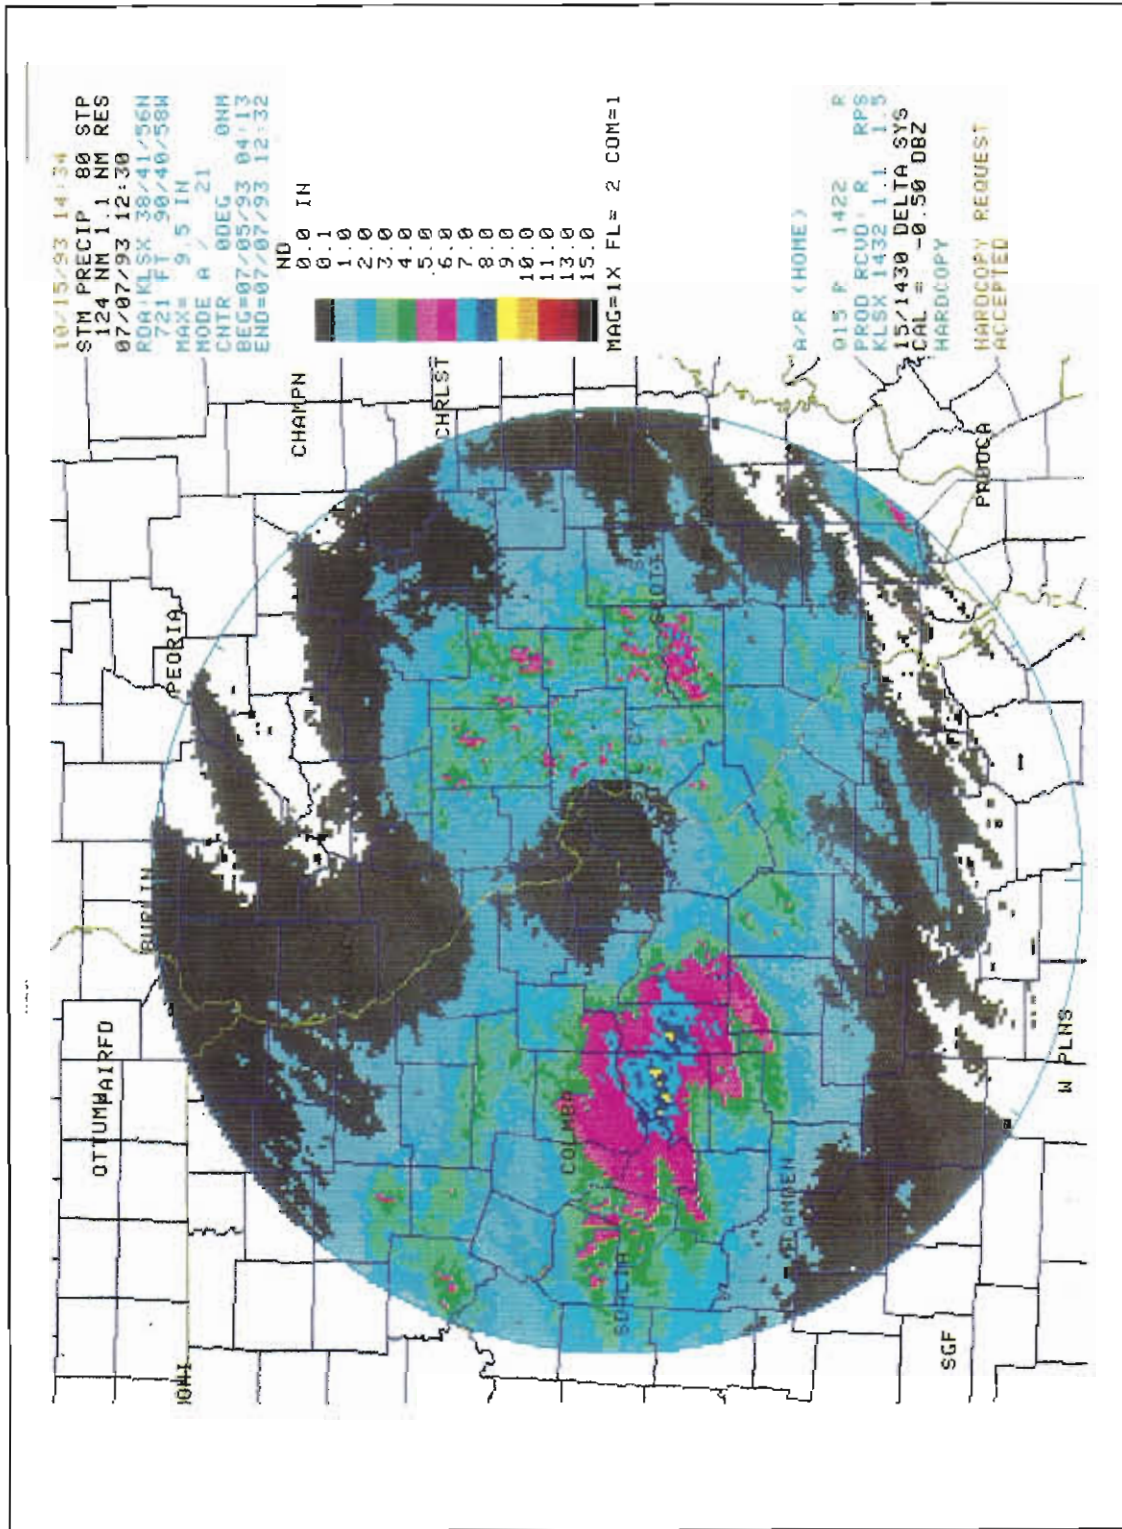 10/15/93 14:34
STM PRECIP 80 STP
124 NM 1.1 NM RES
07/07/93 12:30
RDA:KLSX 38/41/56N
721 FT 90/40/58W
MAX= 9.5 IN
MODE A / 21
CNTR 0DEG 0NM
BEG=07/05/93 04:13
END=07/07/93 12:32
ND
0.0 IN
0.1
1.0
2.0
3.0
4.0
5.0
6.0
7.0
8.0
9.0
10.0
11.0
13.0
15.0
MAG=1X FL= 2 COM=1
A/R (HOME)
015 P 1422 R
PROD RCVD: R RPS
KLSX 1432 1.1 1.5
15/1430 DELTA SYS
CAL = -0.50 DBZ
HARDCOPY
HARDCOPY REQUEST
ACCEPTED
OTTUMWAIRFD
BURLIN
PEORIA
CHAMPN
CHRLST
COLMBA
SDALIA
FLAMDEN
SGF
W PLNS
PADUCA